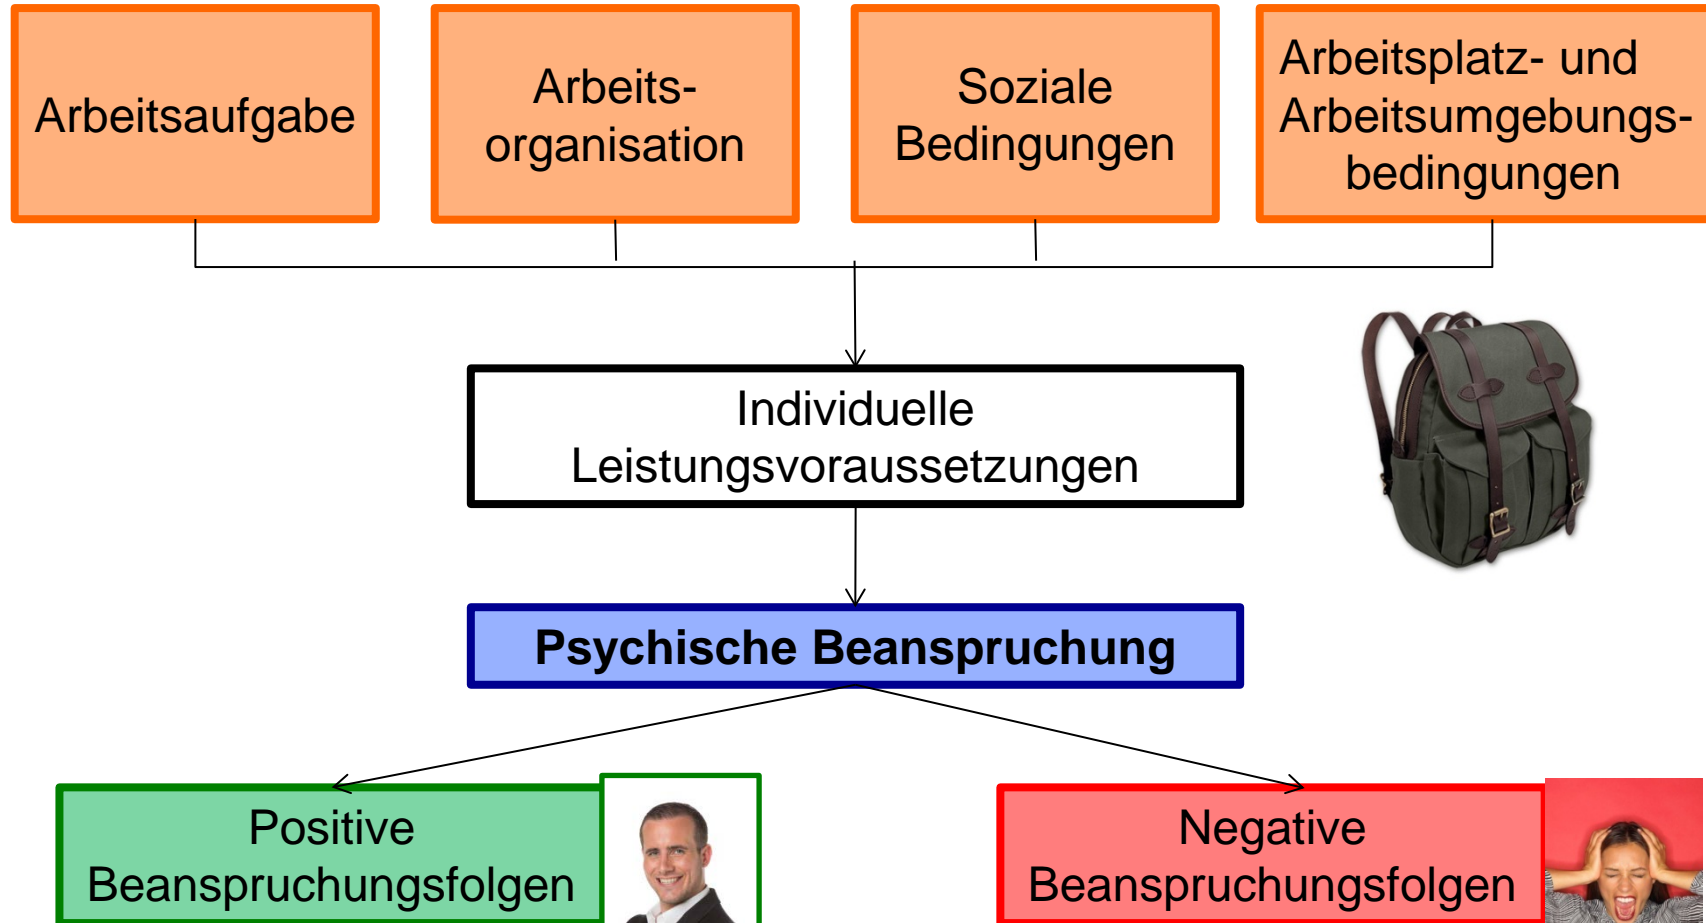 Arbeitsaufgabe
Arbeits-
organisation
Soziale
Bedingungen
Arbeitsplatz- und
Arbeitsumgebungs-
bedingungen
Individuelle
Leistungsvoraussetzungen
Psychische Beanspruchung
Positive
Beanspruchungsfolgen
Negative
Beanspruchungsfolgen